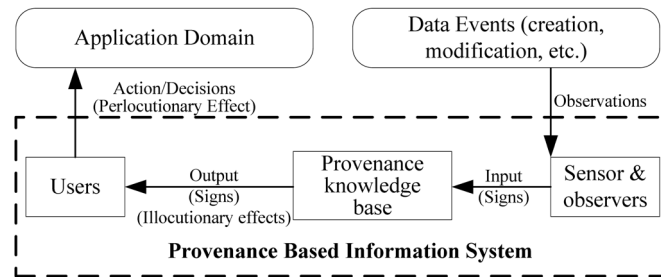 Application Domain
Data Events (creation,
modification, etc.)
Action/Decisions
(Perlocutionary Effect)
Observations
Users
Output
(Signs)
(Illocutionary effects)
Provenance
knowledge
base
Input
(Signs)
Sensor &
observers
Provenance Based Information System